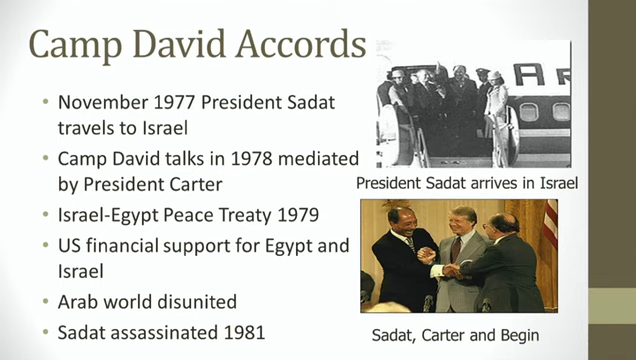 Camp David Accords
• November 1977 President Sadat
travels to Israel
• Camp David talks in 1978 mediated
by President Carter
• Israel-Egypt Peace Treaty 1979
• US financial support for Egypt and
Israel
• Arab world disunited
• Sadat assassinated 1981
President Sadat arrives in Israel
Sadat, Carter and Begin